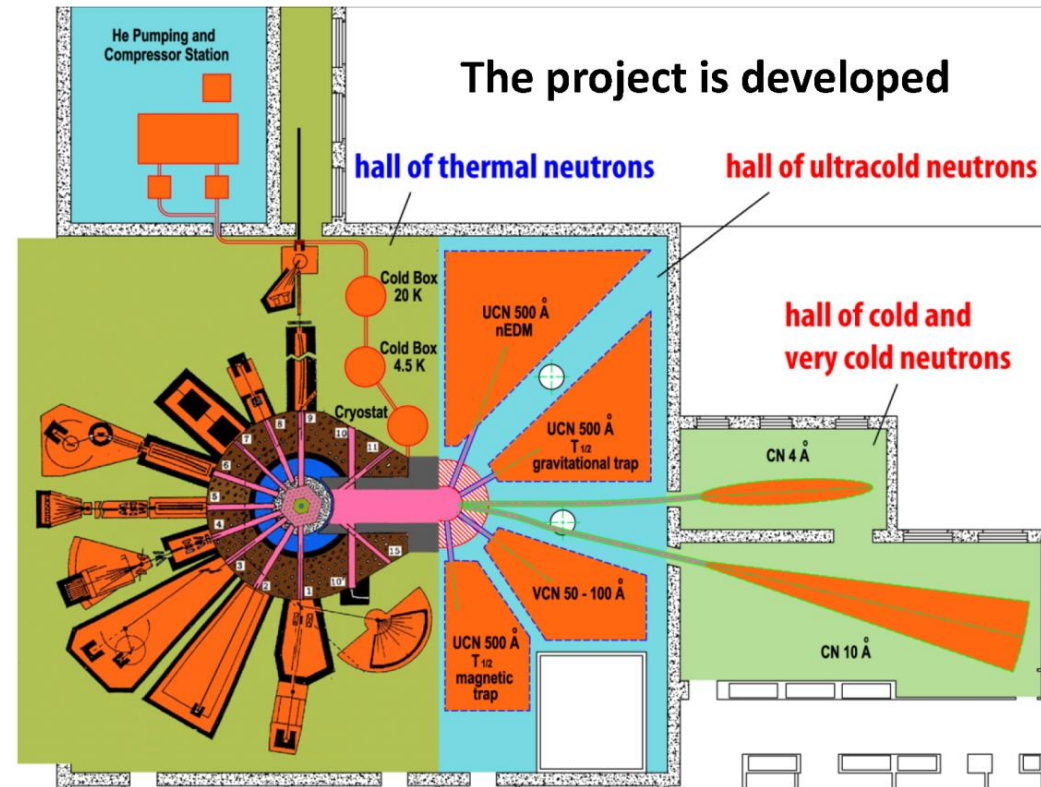 He Pumping and
Compressor Station
The project is developed
hall of thermal neutrons
hall of ultracold neutrons
hall of cold and
very cold neutrons
Cold Box
20 K
Cold Box
4.5 K
Cryostat
UCN 500 Å
nEDM
UCN 500 Å
T1/2
gravitational trap
CN 4 Å
VCN 50 - 100 Å
UCN 500 Å
T1/2
magnetic
trap
CN 10 Å
9
10
11
8
7
6
5
4
3
2
1
10'
15